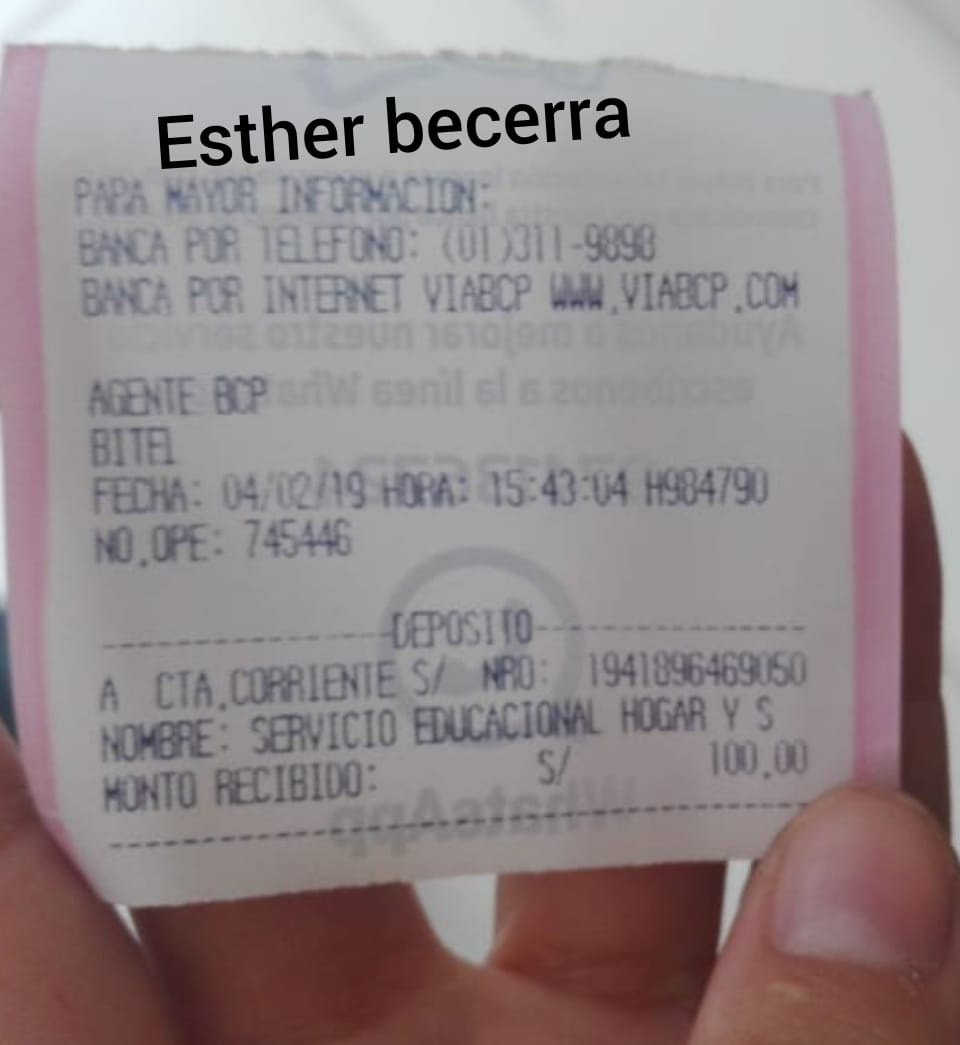 Esther becerra
PARA MAYOR INFORMACION:
BANCA POR TELEFONO: (01)311-9898
BANCA POR INTERNET VIABCP WWW.VIABCP.COM
AGENTE BCP
BITEL
FECHA: 04/02/19 HORA: 15:43:04 H984790
NO.OPE: 745446
DEPOSITO
A CTA.CORRIENTE S/ NRO: 1941896469050
NOMBRE: SERVICIO EDUCACIONAL HOGAR Y S
MONTO RECIBIDO: S/ 100.00
WhatsApp